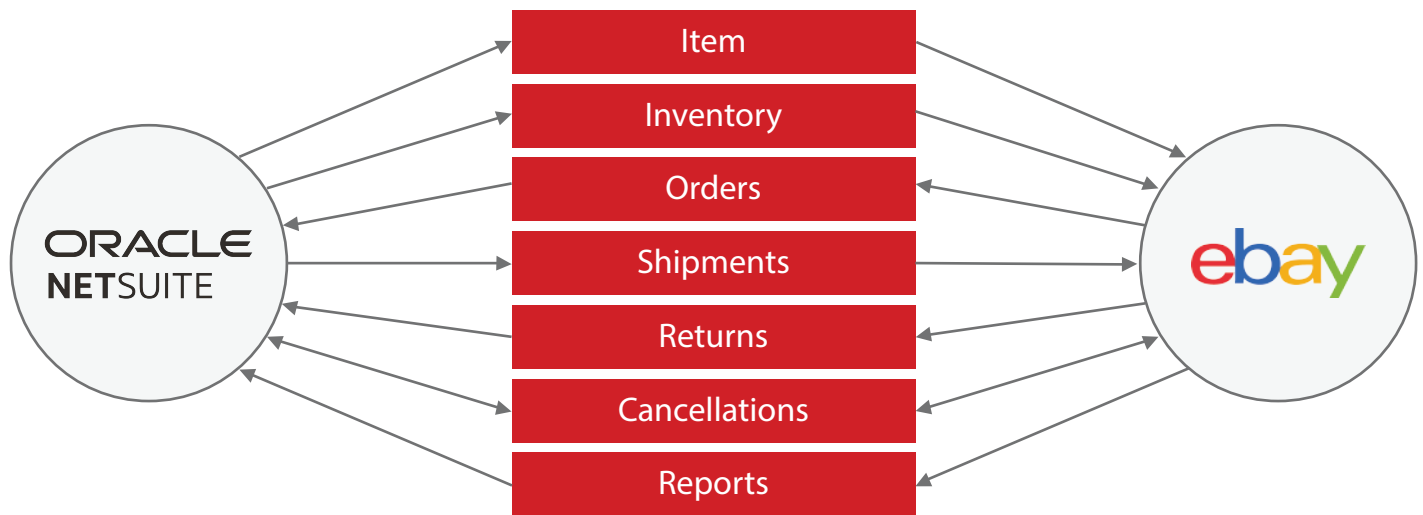 Item
Inventory
Orders
ORACLE
NETSUITE
Shipments
ebay
Returns
Cancellations
Reports